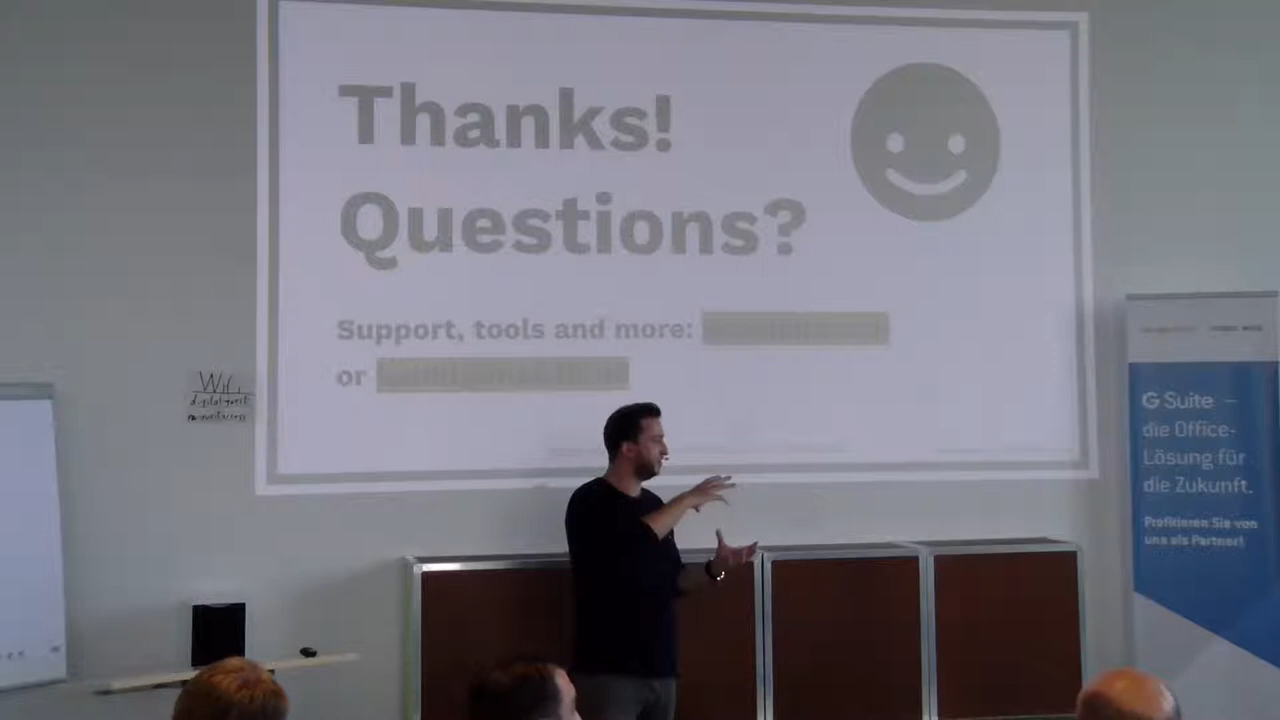 Thanks!
Questions?
Support, tools and more:
or
Wifi
G Suite –
die Office-
Lösung für
die Zukunft.
Profitieren Sie von
uns als Partner!